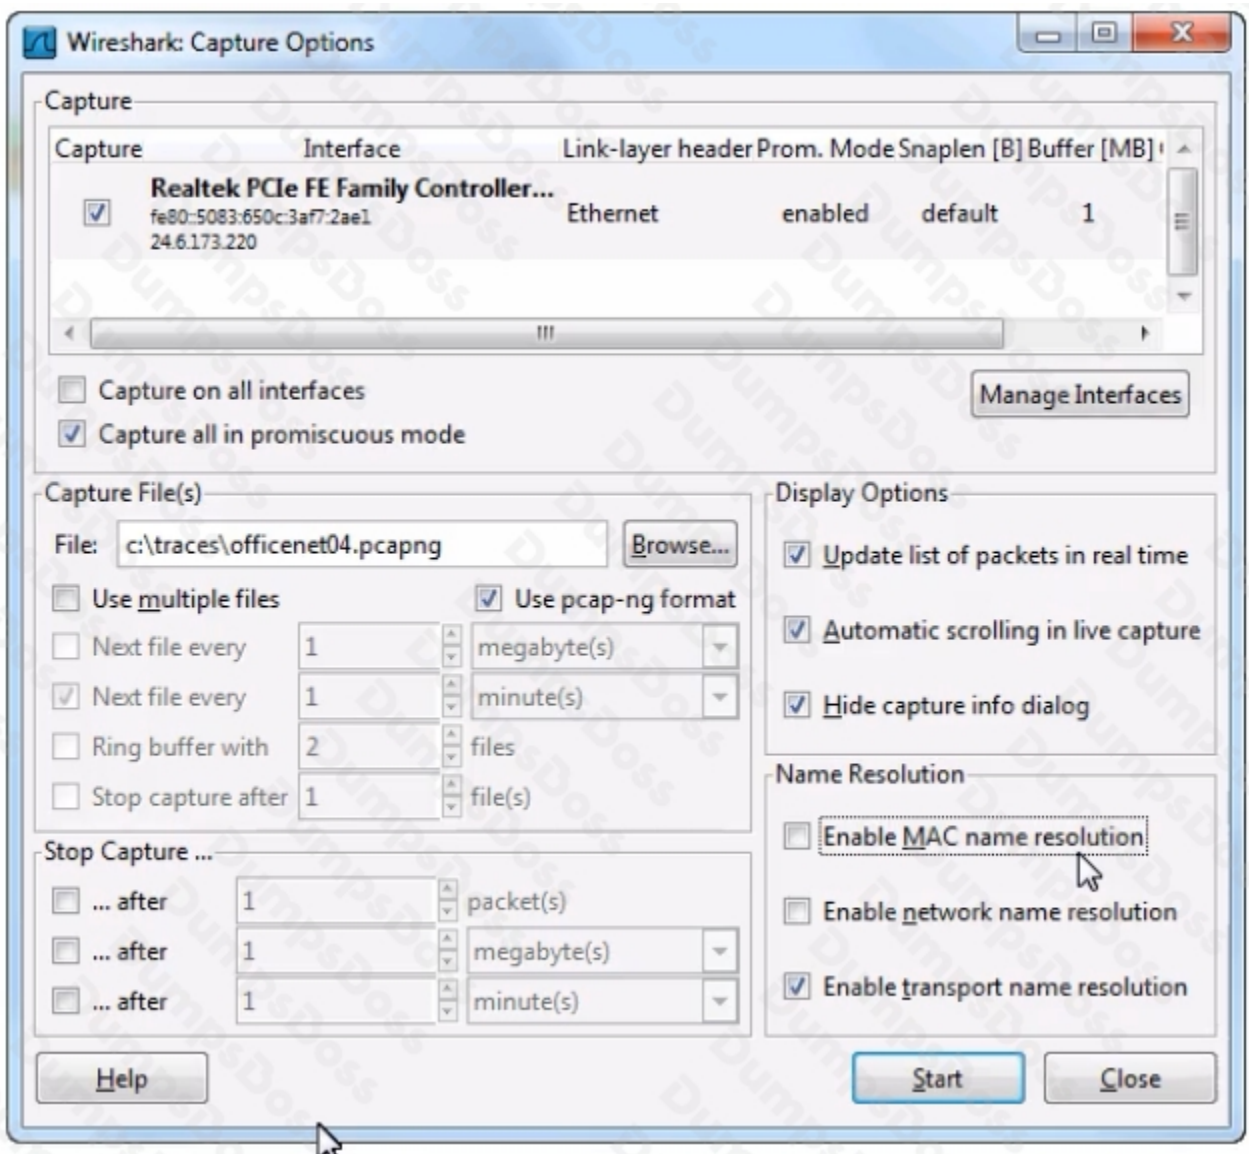 Wireshark: Capture Options
Capture
Capture Interface Link-layer header Prom. Mode Snaplen [B] Buffer [MB]
Realtek PCIe FE Family Controller...
fe80::5083:650c:3af7:2ae1
24.6.173.220
Ethernet enabled default 1
Capture on all interfaces
Manage Interfaces
Capture all in promiscuous mode
Capture File(s)
File: c:\traces\officenet04.pcapng Browse...
Use multiple files Use pcap-ng format
Next file every 1 megabyte(s)
Next file every 1 minute(s)
Ring buffer with 2 files
Stop capture after 1 file(s)
Stop Capture ...
... after 1 packet(s)
... after 1 megabyte(s)
... after 1 minute(s)
Display Options
Update list of packets in real time
Automatic scrolling in live capture
Hide capture info dialog
Name Resolution
Enable MAC name resolution
Enable network name resolution
Enable transport name resolution
Help Start Close
DumpsDoss